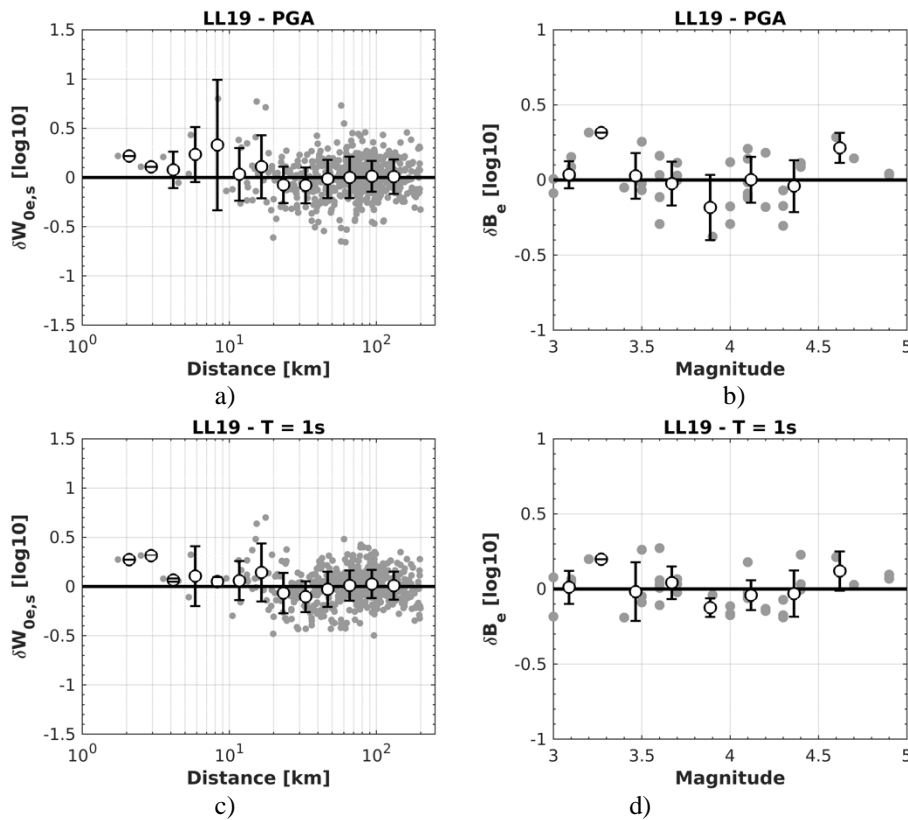 LL19 - PGA
δW0e,s [log10]
1.5
1
0.5
0
-0.5
-1
-1.5
10^0 10^1 10^2
Distance [km]
a)
LL19 - PGA
δBe [log10]
1
0.5
0
-0.5
-1
3 3.5 4 4.5 5
Magnitude
b)
LL19 - T = 1s
δW0e,s [log10]
1.5
1
0.5
0
-0.5
-1
-1.5
10^0 10^1 10^2
Distance [km]
c)
LL19 - T = 1s
δBe [log10]
1
0.5
0
-0.5
-1
3 3.5 4 4.5 5
Magnitude
d)